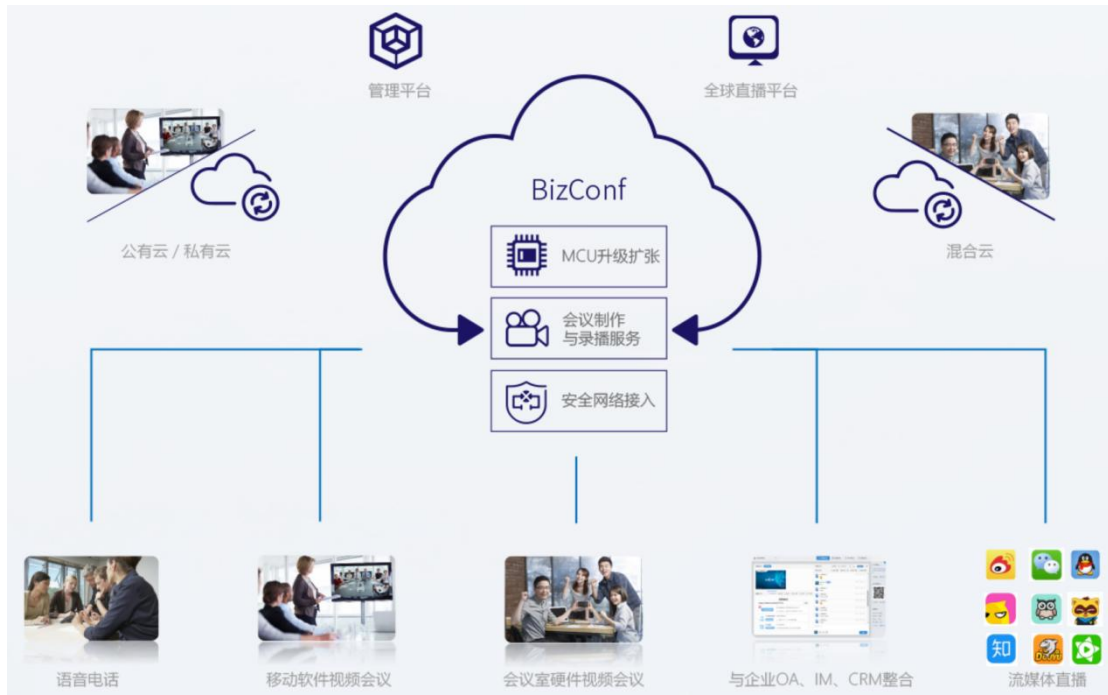 管理平台
全球直播平台
BizConf
公有云 / 私有云
混合云
MCU升级扩张
会议制作
与录播服务
安全网络接入
语音电话
移动软件视频会议
会议室硬件视频会议
与企业OA、IM、CRM整合
流媒体直播
知